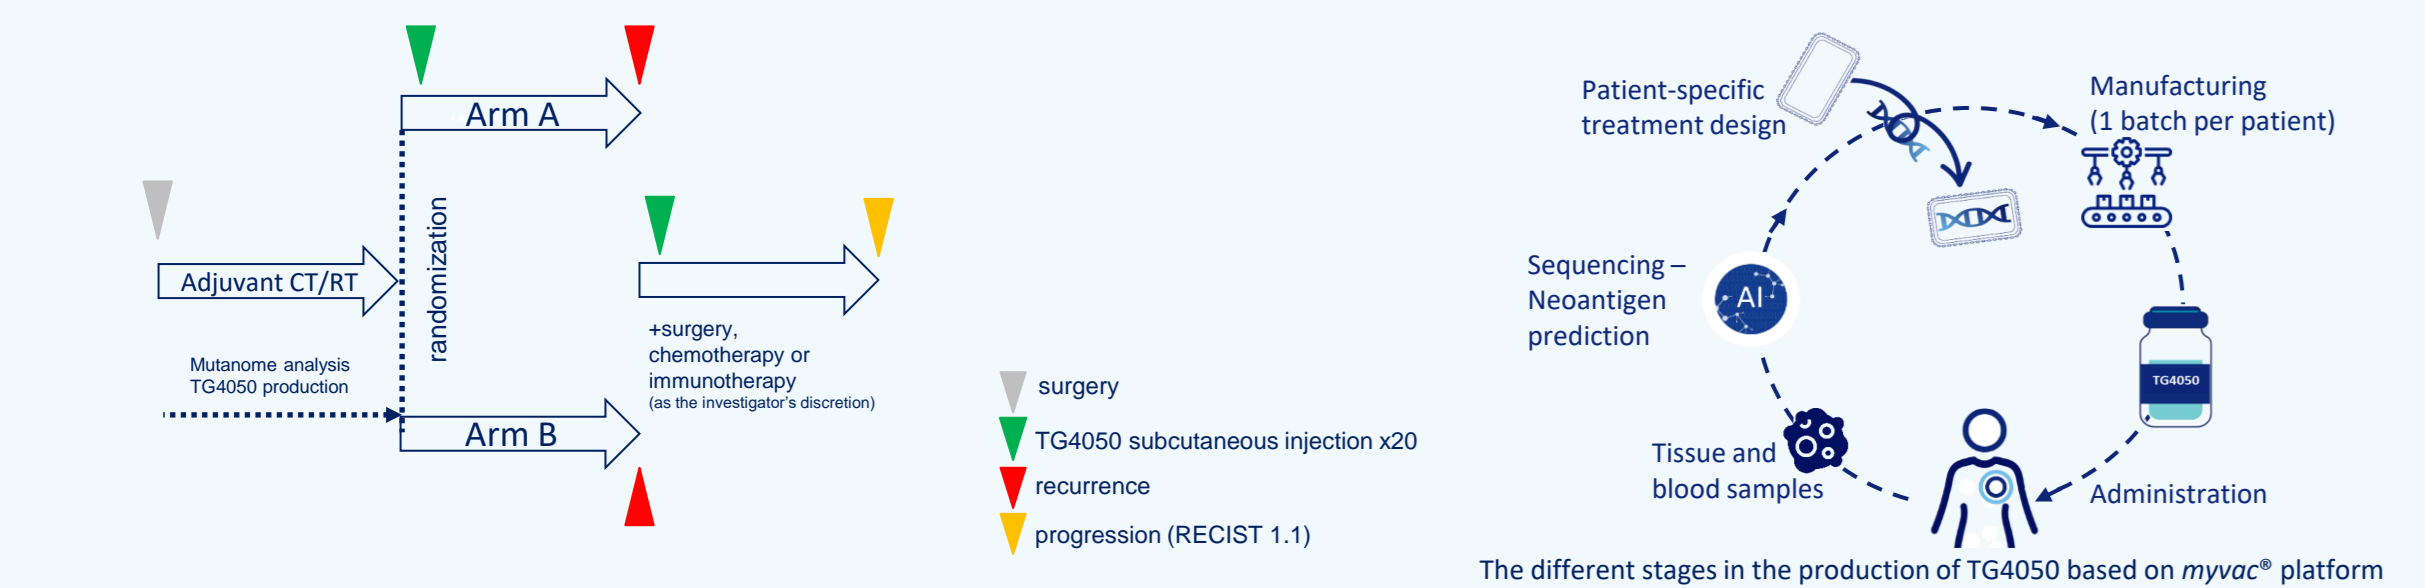 Arm A
Adjuvant CT/RT
randomization
Mutanome analysis
TG4050 production
Arm B
+surgery,
chemotherapy or
immunotherapy
(as the investigator's discretion)
surgery
TG4050 subcutaneous injection x20
recurrence
progression (RECIST 1.1)
Patient-specific
treatment design
Manufacturing
(1 batch per patient)
Sequencing –
Neoantigen
prediction
AI
TG4050
Tissue and
blood samples
Administration
The different stages in the production of TG4050 based on myvac® platform